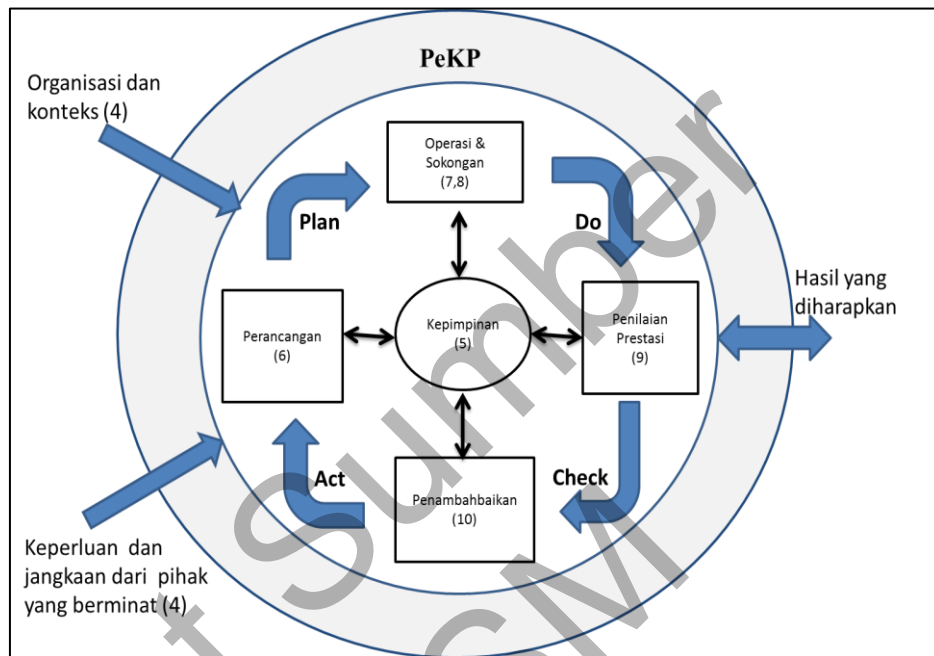 PeKP
Organisasi dan
konteks (4)
Operasi &
Sokongan
(7,8)
Plan
Do
Hasil yang
diharapkan
Perancangan
(6)
Kepimpinan
(5)
Penilaian
Prestasi
(9)
Act
Check
Penambahbaikan
(10)
Keperluan dan
jangkaan dari pihak
yang berminat (4)
Sumber